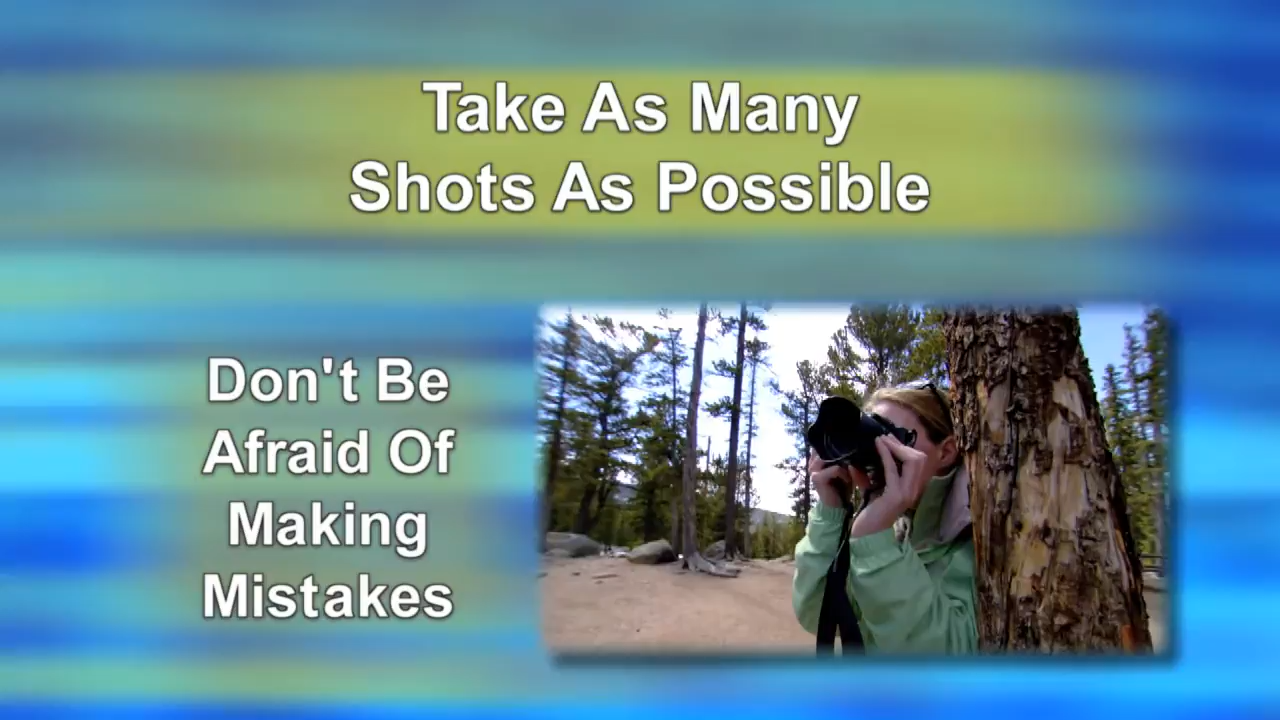 Take As Many
Shots As Possible
Don't Be
Afraid Of
Making
Mistakes